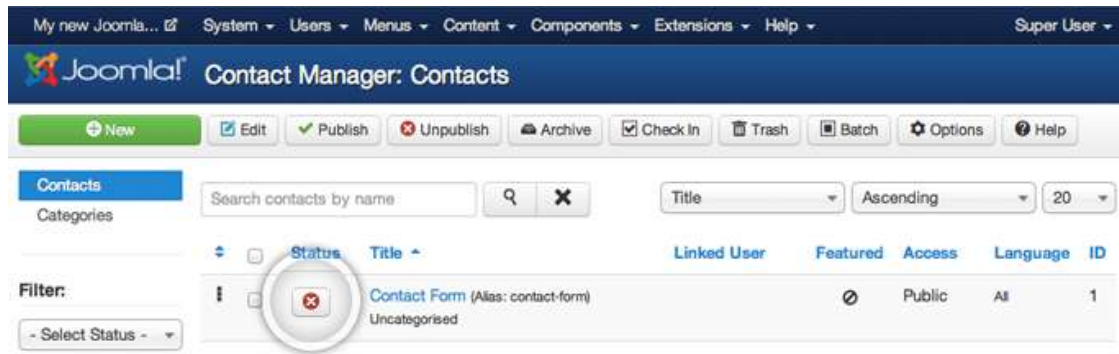 My new Joomla... System Users Menus Content Components Extensions Help Super User
Joomla! Contact Manager: Contacts
New Edit Publish Unpublish Archive Check In Trash Batch Options Help
Contacts
Categories
Search contacts by name Title Ascending 20
Status Title Linked User Featured Access Language ID
Filter:
Contact Form (Alias: contact-form) Public All 1
Uncategorised
- Select Status -